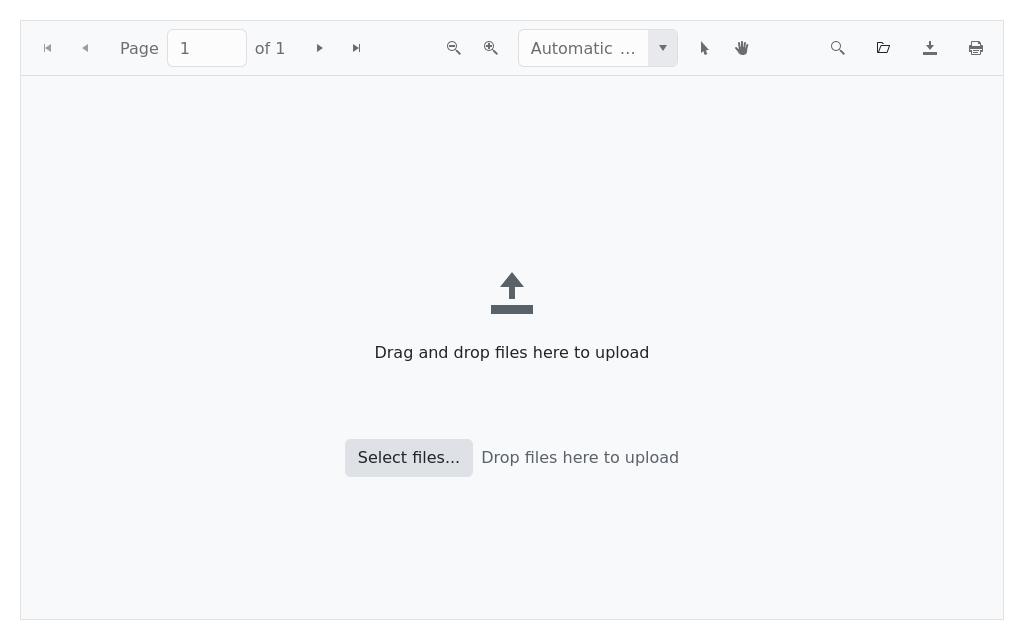 Page 1 of 1 Automatic ...
Drag and drop files here to upload
Select files... Drop files here to upload